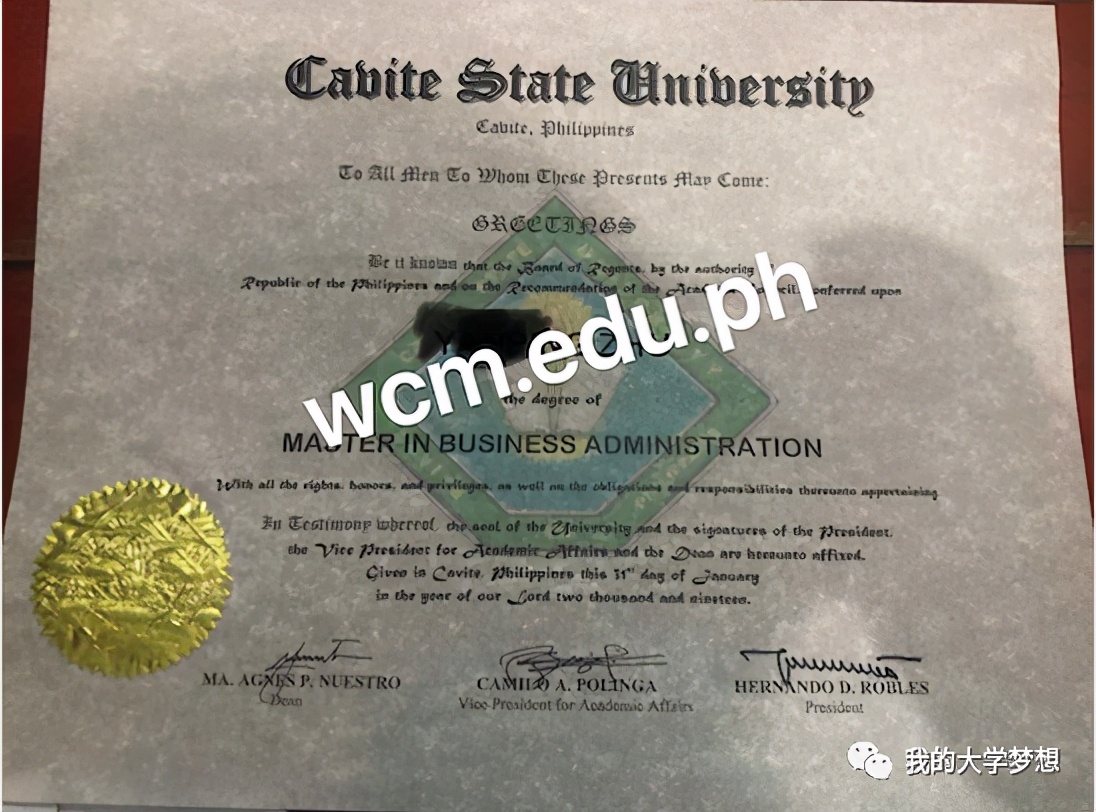 Cavite State University
Cavite, Philippines
To All Men To Whom These Presents May Come:
GREETINGS
Be it known that the Board of Regents, by the authority
Republic of the Philippines and on the Recommendation of the conferred upon
wcm.edu.ph
the degree of
MASTER IN BUSINESS ADMINISTRATION
With all the rights, honors, and privileges, as well as the obligations and responsibilities thereunto appertaining
In Testimony whereof, the seal of the University and the signatures of the President,
the Vice President for Academic Affairs and the Dean are hereunto affixed.
Given in Cavite, Philippines this 31st day of January
in the year of our Lord two thousand and nineteen.
MA. AGNES P. NUESTRO
Dean
CAMILO A. POLINGA
Vice President for Academic Affairs
HERNANDO D. ROBLES
President
我的大学梦想